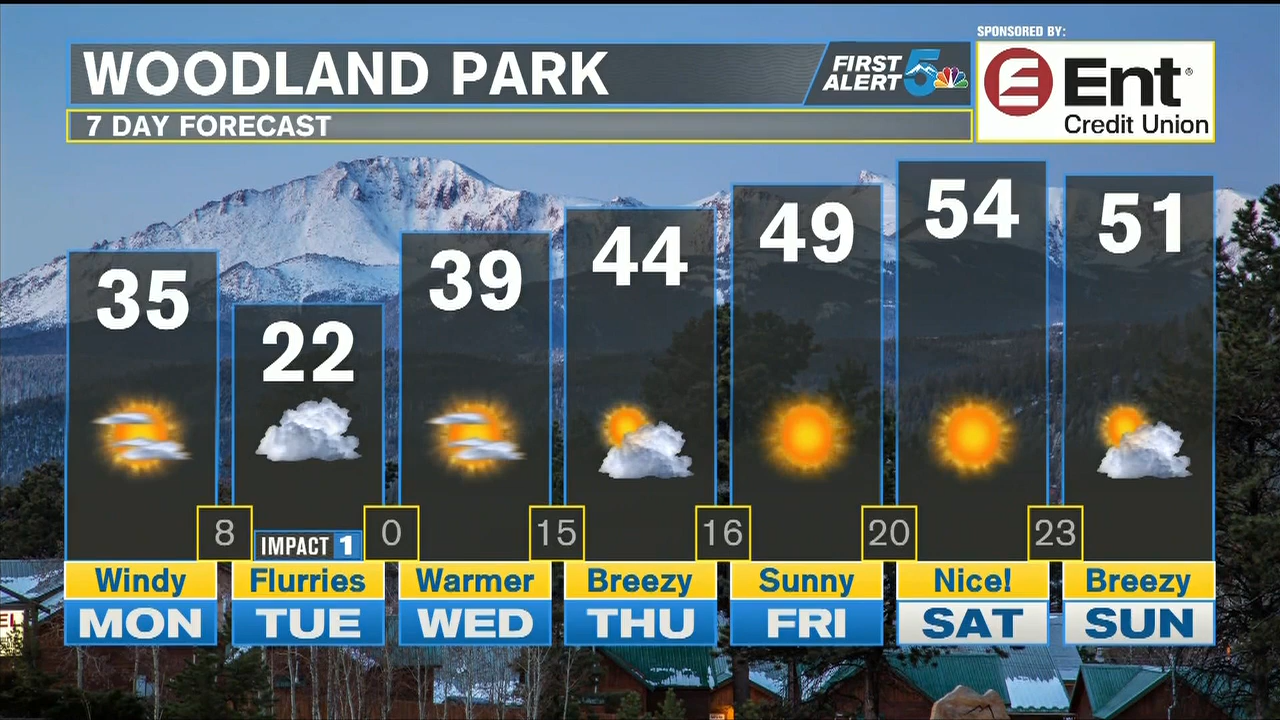 SPONSORED BY:
WOODLAND PARK
FIRST
ALERT 5
Ent
Credit Union
7 DAY FORECAST
35
22
39
44
49
54
51
8
0
15
16
20
23
IMPACT 1
Windy
Flurries
Warmer
Breezy
Sunny
Nice!
Breezy
MON
TUE
WED
THU
FRI
SAT
SUN